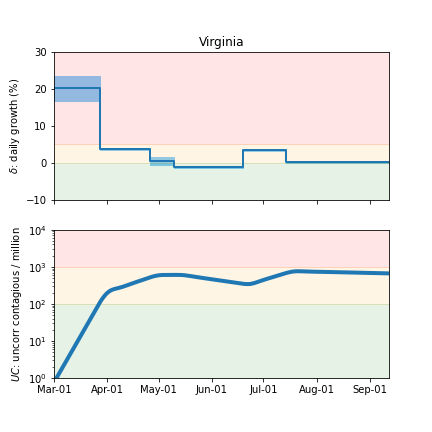 Virginia
δ: daily growth (%)
30
20
10
0
−10
UC: uncorr contagious / million
10⁴
10³
10²
10¹
10⁰
Mar-01 Apr-01 May-01 Jun-01 Jul-01 Aug-01 Sep-01